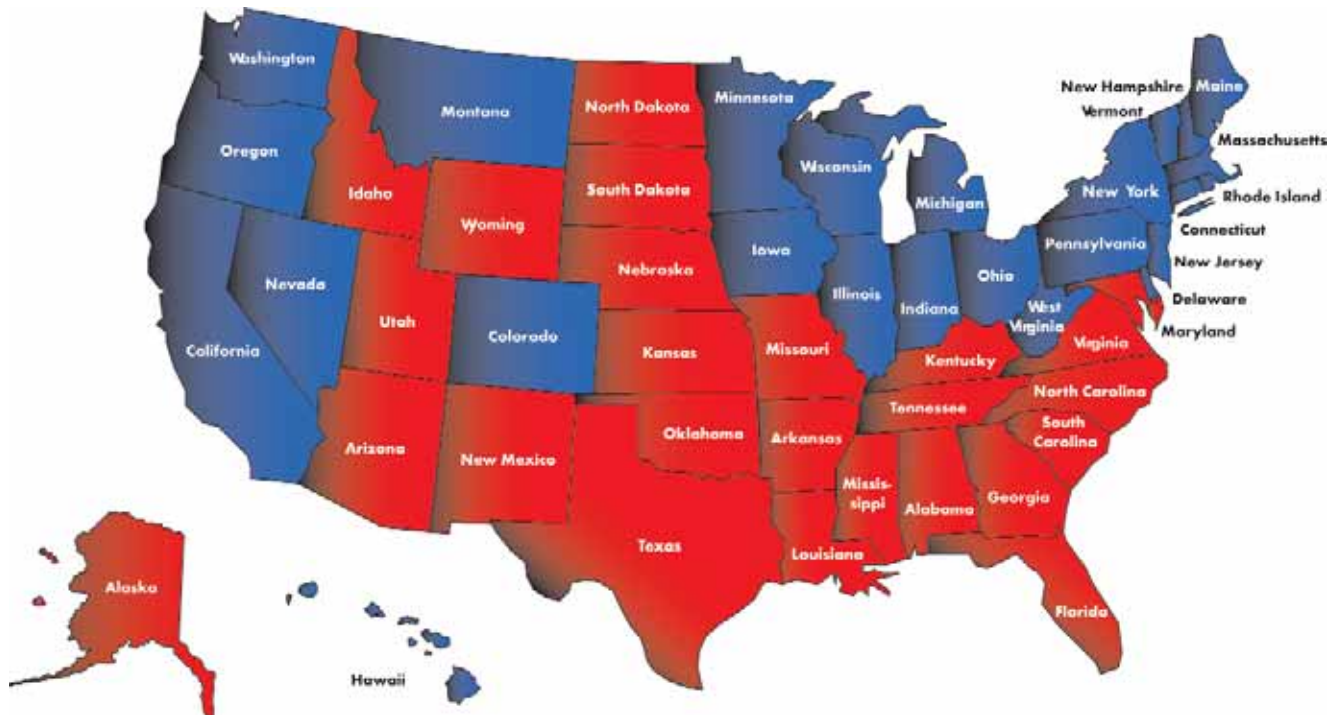 Washington
Montana
North Dakota
Minnesota
New Hampshire
Maine
Vermont
Massachusetts
Oregon
Idaho
South Dakota
Wisconsin
Michigan
New York
Rhode Island
Woming
Connecticut
Pennsylvania
Iowa
Nebraska
New Jersey
Nevada
Ohio
Illinois
Indiana
Delaware
West
Virginia
Maryland
Utah
Colorado
California
Kansas
Missouri
Virginia
Kentucky
North Carolina
Tennessee
South
Carolina
Oklahoma
Arkansas
Arizona
New Mexico
Missis-
sippi
Georgia
Alabama
Texas
Louisiana
Alaska
Florida
Hawaii